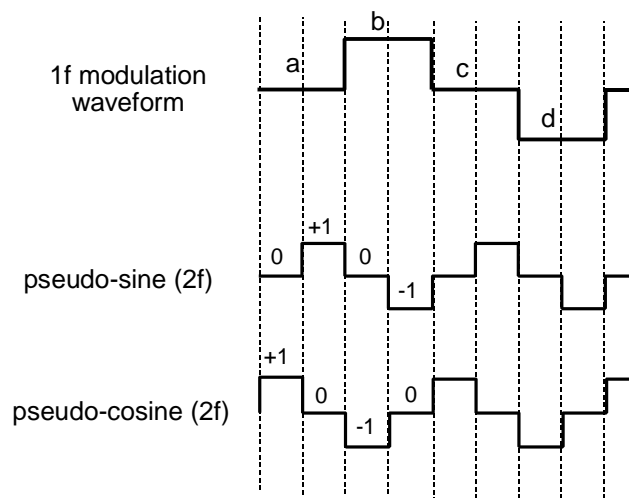 b
a
1f modulation
waveform
c
d
+1
0
0
pseudo-sine (2f)
-1
+1
0
0
pseudo-cosine (2f)
-1